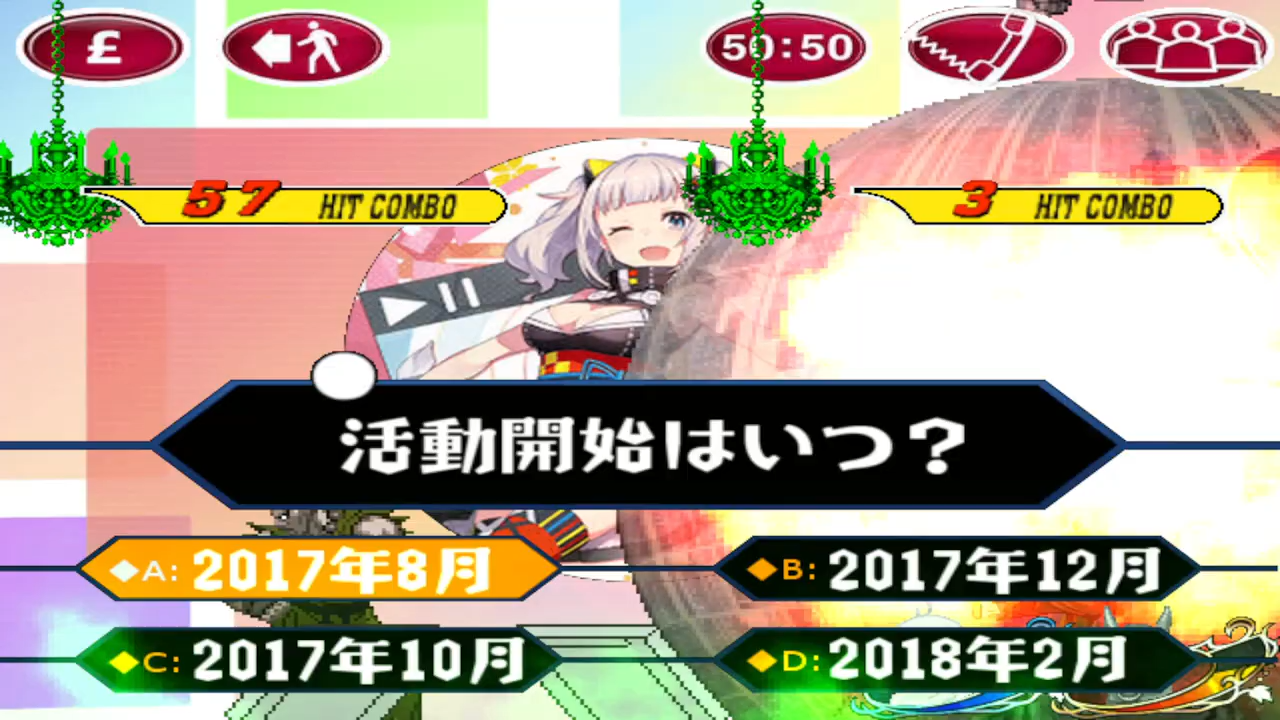 £
50:50
57 HIT COMBO
3 HIT COMBO
活動開始はいつ？
A: 2017年8月
B: 2017年12月
C: 2017年10月
D: 2018年2月